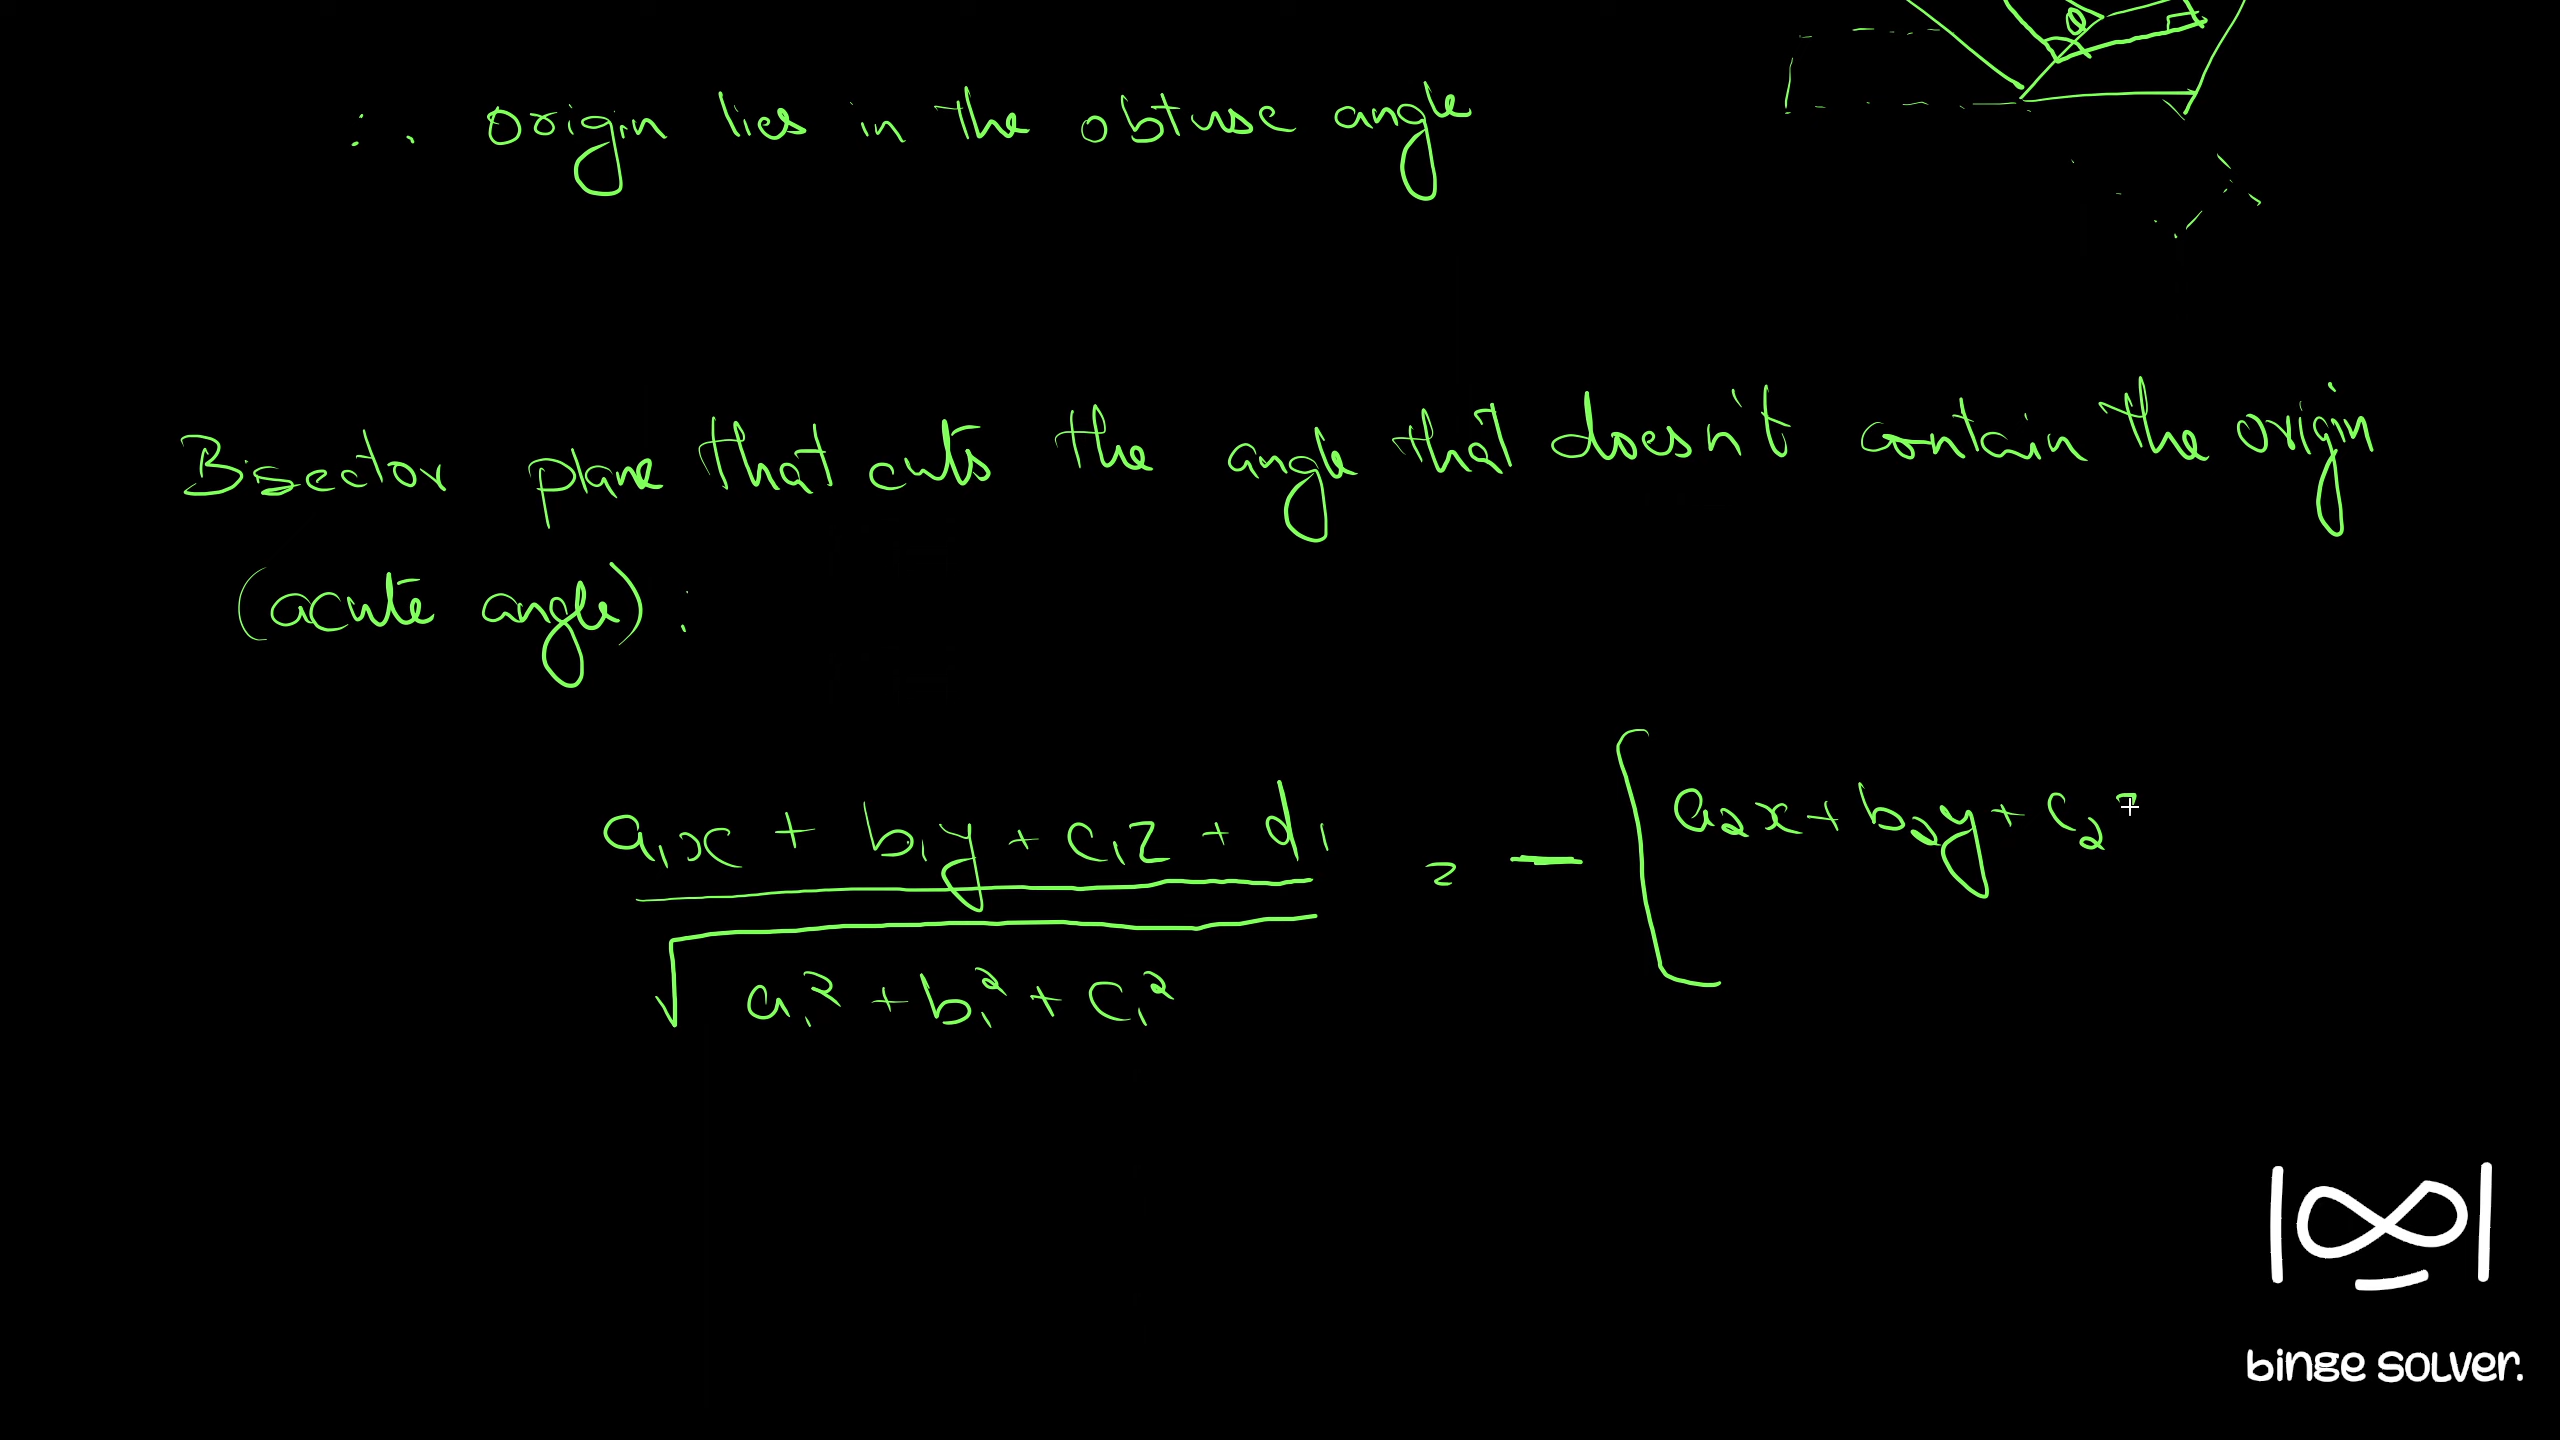 θ
∴ origin lies in the obtuse angle
Bisector plane that cuts the angle that doesn't contain the origin
(acute angle) :
a₁x + b₁y + c₁z + d₁ = - [ a₂x + b₂y + c₂
√ a₁² + b₁² + c₁²
binge solver.